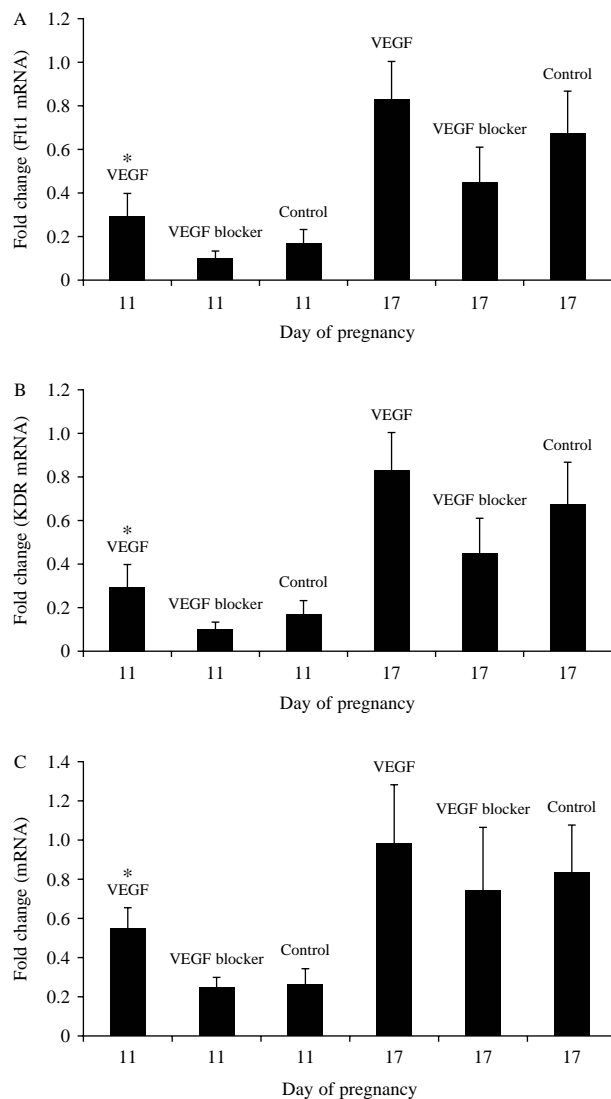 A
Fold change (Flt1 mRNA)
1.2
1.0
0.8
0.6
0.4
0.2
0
*
VEGF
VEGF blocker
Control
VEGF
VEGF blocker
Control
11 11 11 17 17 17
Day of pregnancy
B
Fold change (KDR mRNA)
1.2
1.0
0.8
0.6
0.4
0.2
0
*
VEGF
VEGF blocker
Control
VEGF
VEGF blocker
Control
11 11 11 17 17 17
Day of pregnancy
C
Fold change (mRNA)
1.4
1.2
1.0
0.8
0.6
0.4
0.2
0
*
VEGF
VEGF blocker
Control
VEGF
VEGF blocker
Control
11 11 11 17 17 17
Day of pregnancy